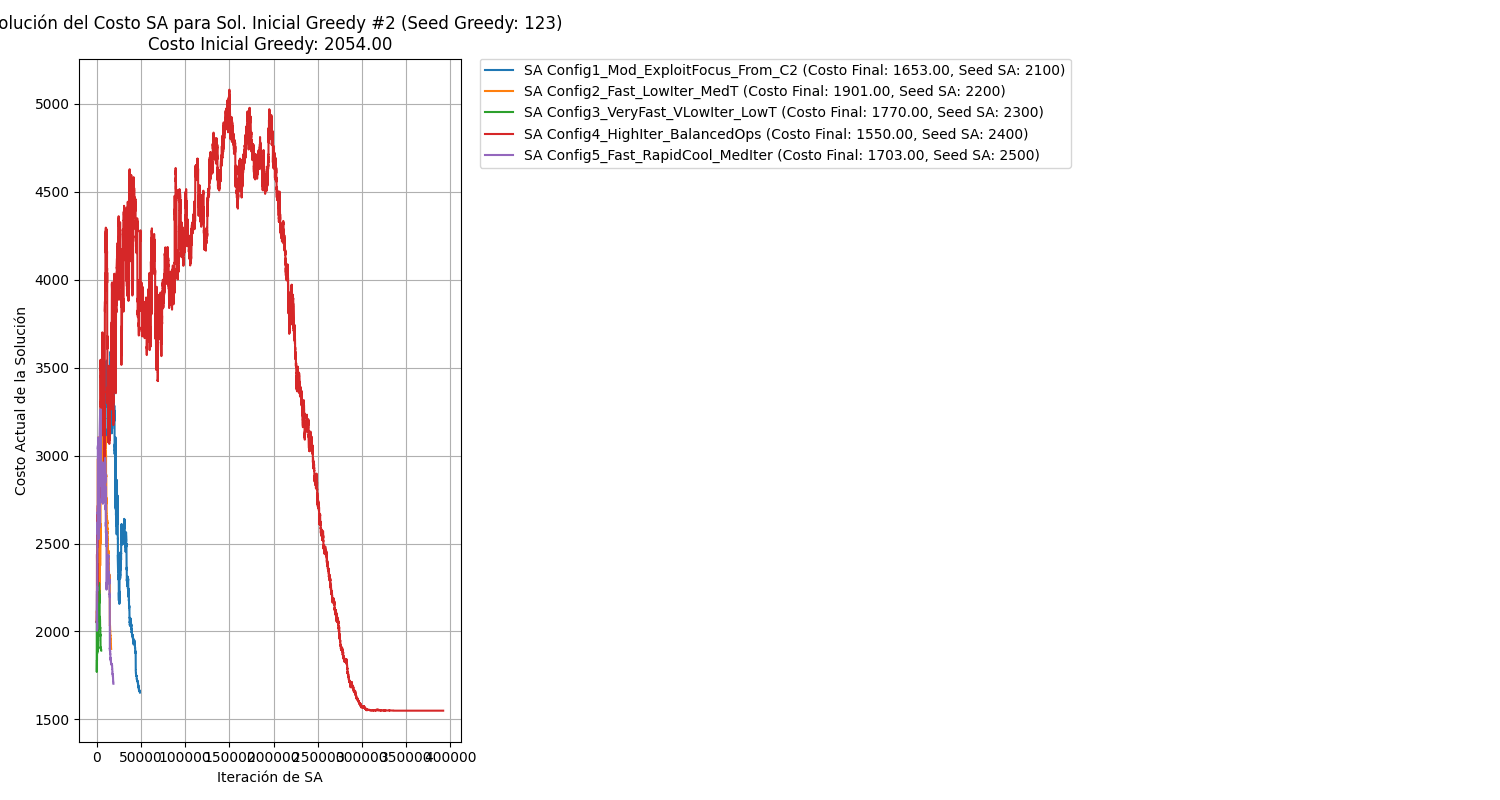 olución del Costo SA para Sol. Inicial Greedy #2 (Seed Greedy: 123)
Costo Inicial Greedy: 2054.00
SA Config1_Mod_ExploitFocus_From_C2 (Costo Final: 1653.00, Seed SA: 2100)
SA Config2_Fast_LowIter_MedT (Costo Final: 1901.00, Seed SA: 2200)
SA Config3_VeryFast_VLowIter_LowT (Costo Final: 1770.00, Seed SA: 2300)
SA Config4_HighIter_BalancedOps (Costo Final: 1550.00, Seed SA: 2400)
SA Config5_Fast_RapidCool_MedIter (Costo Final: 1703.00, Seed SA: 2500)
Costo Actual de la Solución
5000
4500
4000
3500
3000
2500
2000
1500
0 50000 100000 150000 200000 250000 300000 350000 400000
Iteración de SA